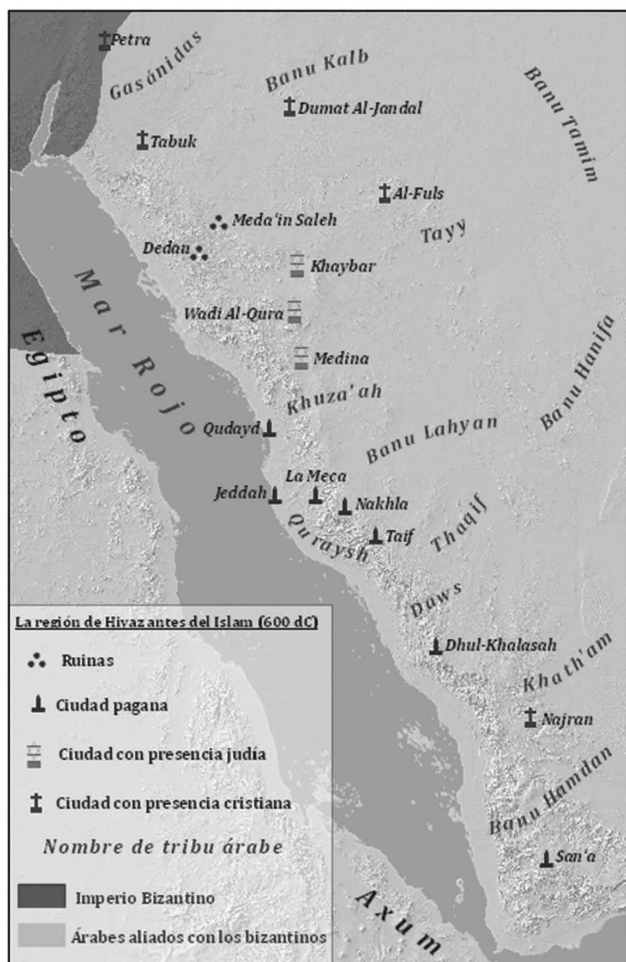 Petra
Gasánidas
Banu Kalb
Dumat Al-Jandal
Banu Tamim
Tabuk
Al-Fuls
Tayy
Meda'in Saleh
Dedan
Khaybar
Mar Rojo
Wadi Al-Qura
Egipto
Medina
Banu Hanifa
Khuza'ah
Qudayd
Banu Lahyan
La Meca
Jeddah
Nakhla
Quraysh
Taif
Thaqif
Daws
Dhul-Khalasah
Khath'am
Najran
Banu Hamdan
San'a
Axum
La región de Hiyaz antes del Islam (600 dC)
Ruinas
Ciudad pagana
Ciudad con presencia judía
Ciudad con presencia cristiana
Nombre de tribu árabe
Imperio Bizantino
Árabes aliados con los bizantinos